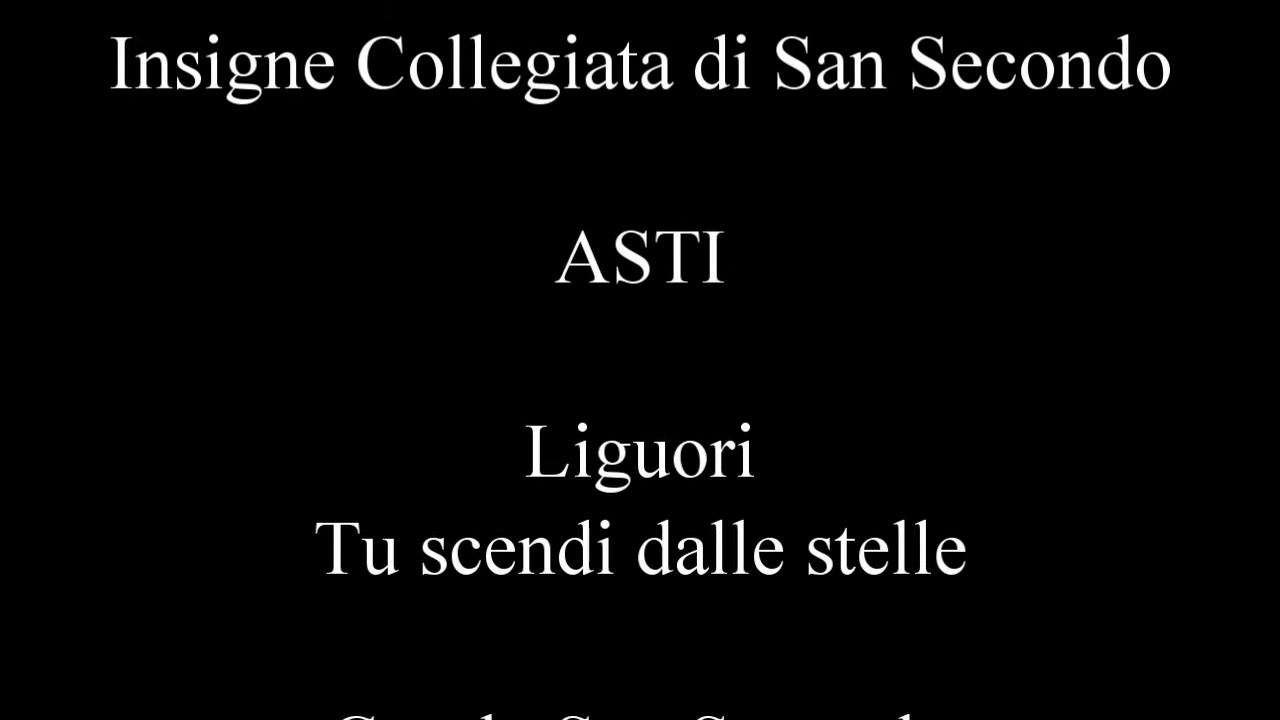 Insigne Collegiata di San Secondo
ASTI
Liguori
Tu scendi dalle stelle